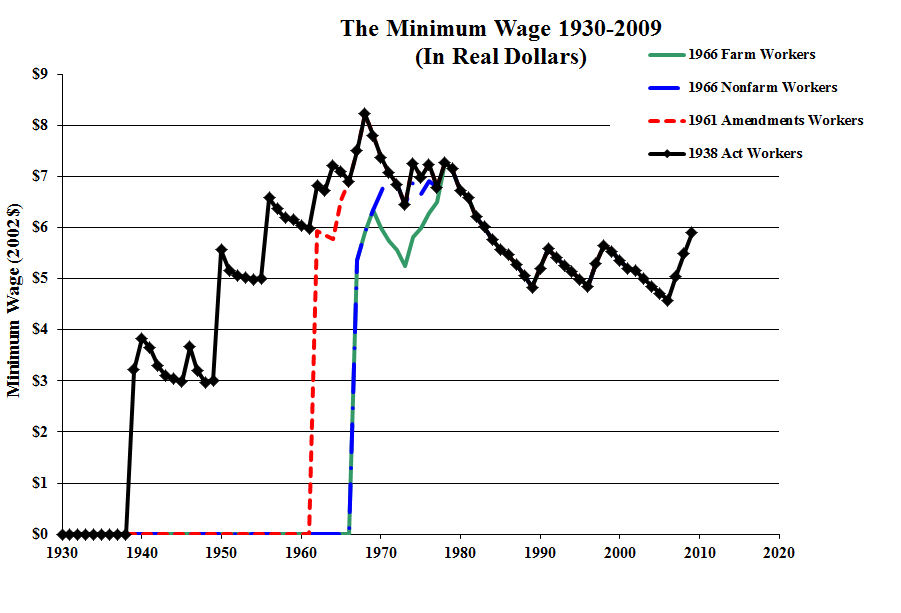 The Minimum Wage 1930-2009
(In Real Dollars)
1966 Farm Workers
1966 Nonfarm Workers
1961 Amendments Workers
1938 Act Workers
Minimum Wage (2002$)
$9
$8
$7
$6
$5
$4
$3
$2
$1
$0
1930 1940 1950 1960 1970 1980 1990 2000 2010 2020